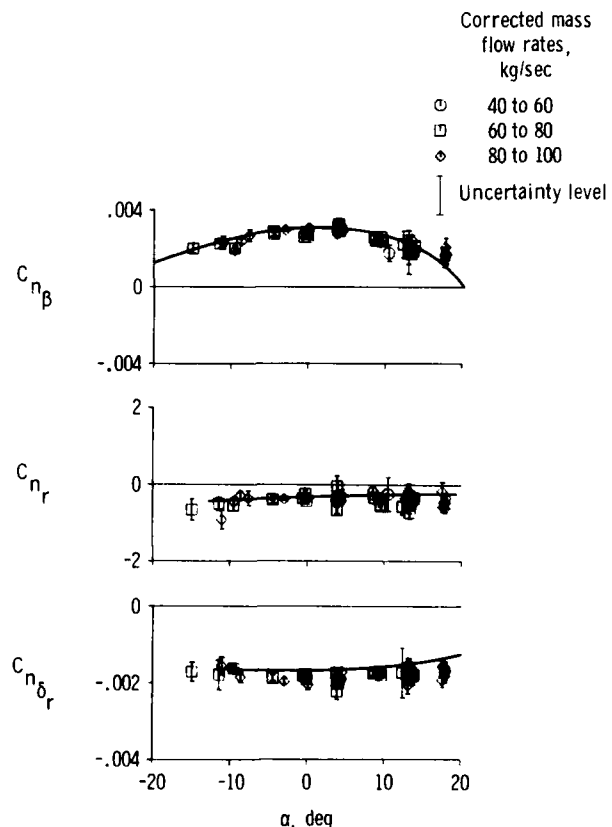 Corrected mass
flow rates,
kg/sec
40 to 60
60 to 80
80 to 100
Uncertainty level
.004
C n β
0
-.004
2
C n r
0
-2
0
C n δ r
-.002
-.004
-20 -10 0 10 20
α, deg